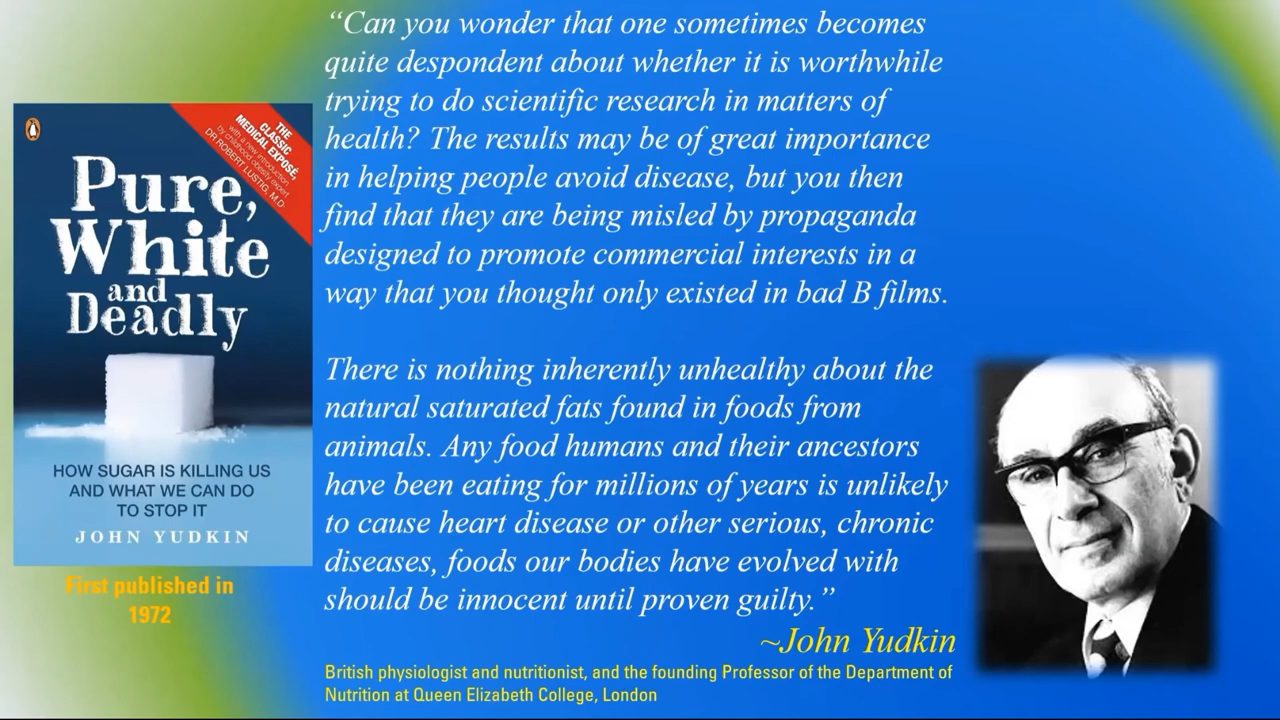 THE
CLASSIC
MEDICAL EXPOSÉ,
with a new introduction
by childhood obesity expert
DR ROBERT LUSTIG, M.D.
Pure,
White
and
Deadly
HOW SUGAR IS KILLING US
AND WHAT WE CAN DO
TO STOP IT
JOHN YUDKIN
First published in
1972
“Can you wonder that one sometimes becomes
quite despondent about whether it is worthwhile
trying to do scientific research in matters of
health? The results may be of great importance
in helping people avoid disease, but you then
find that they are being misled by propaganda
designed to promote commercial interests in a
way that you thought only existed in bad B films.
There is nothing inherently unhealthy about the
natural saturated fats found in foods from
animals. Any food humans and their ancestors
have been eating for millions of years is unlikely
to cause heart disease or other serious, chronic
diseases, foods our bodies have evolved with
should be innocent until proven guilty.”
~John Yudkin
British physiologist and nutritionist, and the founding Professor of the Department of
Nutrition at Queen Elizabeth College, London